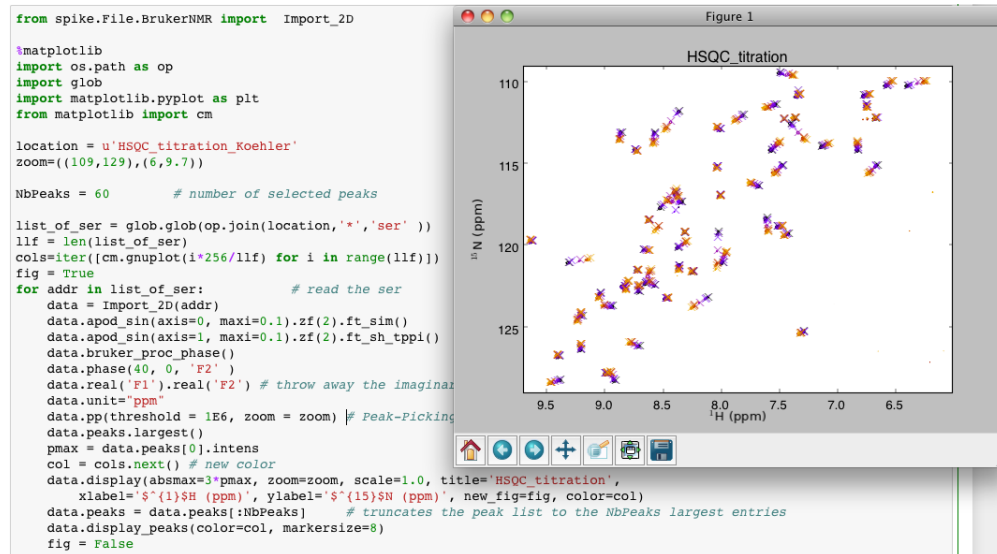 from spike.File.BrukerNMR import  Import_2D
%matplotlib
import os.path as op
import glob
import matplotlib.pyplot as plt
from matplotlib import cm
location = u'HSQC_titration_Koehler'
zoom=((109,129),(6,9.7))
NbPeaks = 60         # number of selected peaks
list_of_ser = glob.glob(op.join(location,'*','ser' ))
llf = len(list_of_ser)
cols=iter([cm.gnuplot(i*256/llf) for i in range(llf)])
fig = True
for addr in list_of_ser:            # read the ser
    data = Import_2D(addr)
    data.apod_sin(axis=0, maxi=0.1).zf(2).ft_sim()
    data.apod_sin(axis=1, maxi=0.1).zf(2).ft_sh_tppi()
    data.bruker_proc_phase()
    data.phase(40, 0, 'F2' )
    data.real('F1').real('F2') # throw away the imaginar
    data.unit="ppm"
    data.pp(threshold = 1E6, zoom = zoom) # Peak-Picking
    data.peaks.largest()
    pmax = data.peaks[0].intens
    col = cols.next() # new color
    data.display(absmax=3*pmax, zoom=zoom, scale=1.0, title='HSQC_titration',
        xlabel='$^{1}$H (ppm)', ylabel='$^{15}$N (ppm)', new_fig=fig, color=col)
    data.peaks = data.peaks[:NbPeaks]     # truncates the peak list to the NbPeaks largest entries
    data.display_peaks(color=col, markersize=8)
    fig = False
Figure 1
HSQC_titration
110
115
120
125
15N (ppm)
9.5 9.0 8.5 8.0 7.5 7.0 6.5
1H (ppm)